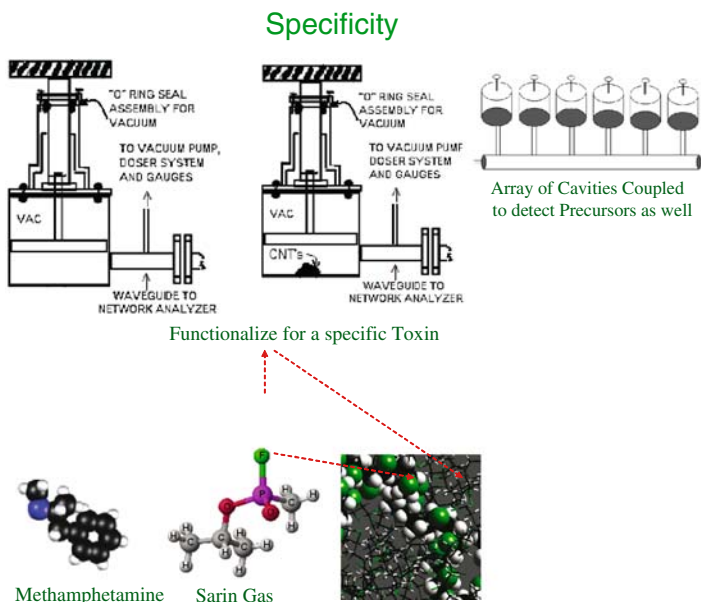 Specificity
"O" RING SEAL
ASSEMBLY FOR
VACUUM
TO VACUUM PUMP,
DOSER SYSTEM
AND GAUGES
VAC
WAVEGUIDE TO
NETWORK ANALYZER
"O" RING SEAL
ASSEMBLY FOR
VACUUM
TO VACUUM PUMF
DOSER SYSTEM
AND GAUGES
VAC
CNT's
WAVEGUIDE TO
NETWORK ANALYZER
Array of Cavities Coupled
to detect Precursors as well
Functionalize for a specific Toxin
F
P
O
O
C
H
H
H
C
H
H
H
C
H
C
H
H
H
Methamphetamine
Sarin Gas